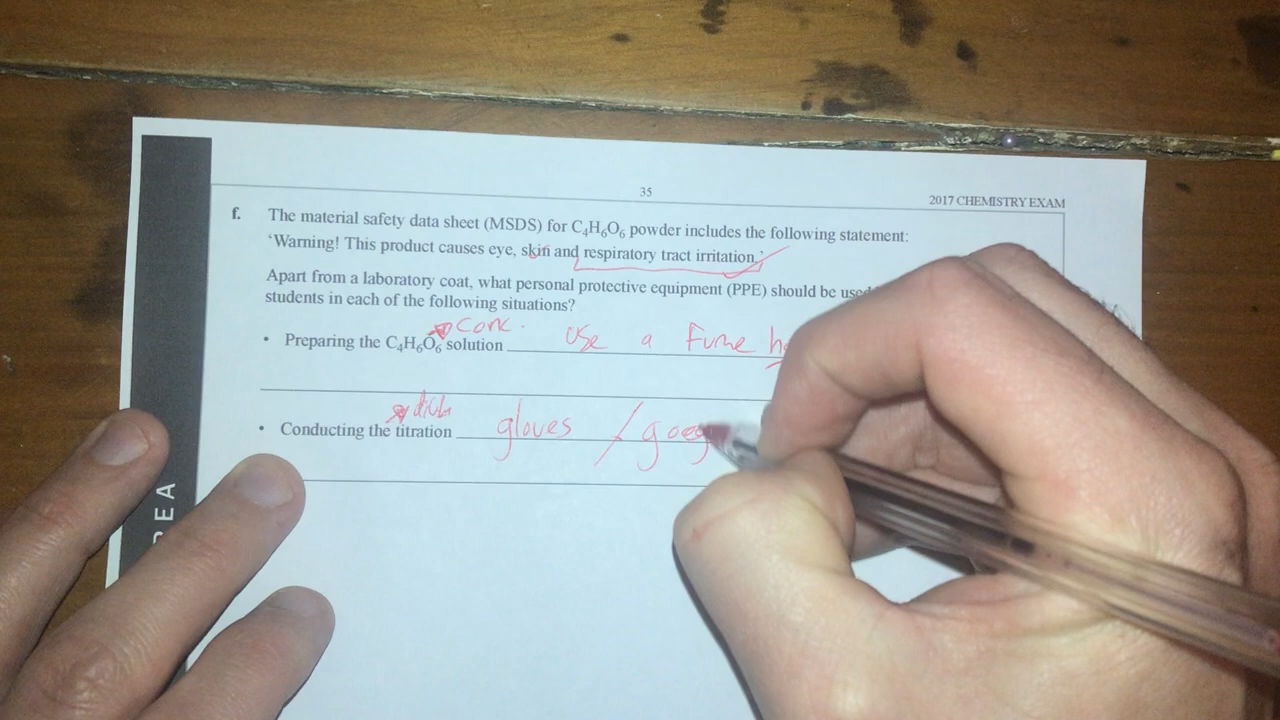 35
2017 CHEMISTRY EXAM
f. The material safety data sheet (MSDS) for C₄H₆O₆ powder includes the following statement:
‘Warning! This product causes eye, skin and respiratory tract irritation.’
Apart from a laboratory coat, what personal protective equipment (PPE) should be used
students in each of the following situations?
conc.
• Preparing the C₄H₆O₆ solution use a Fume
• Conducting the titration gloves / gogg